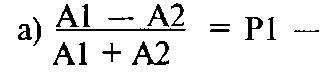 a) A1 — A2 / A1 + A2 = P1 —